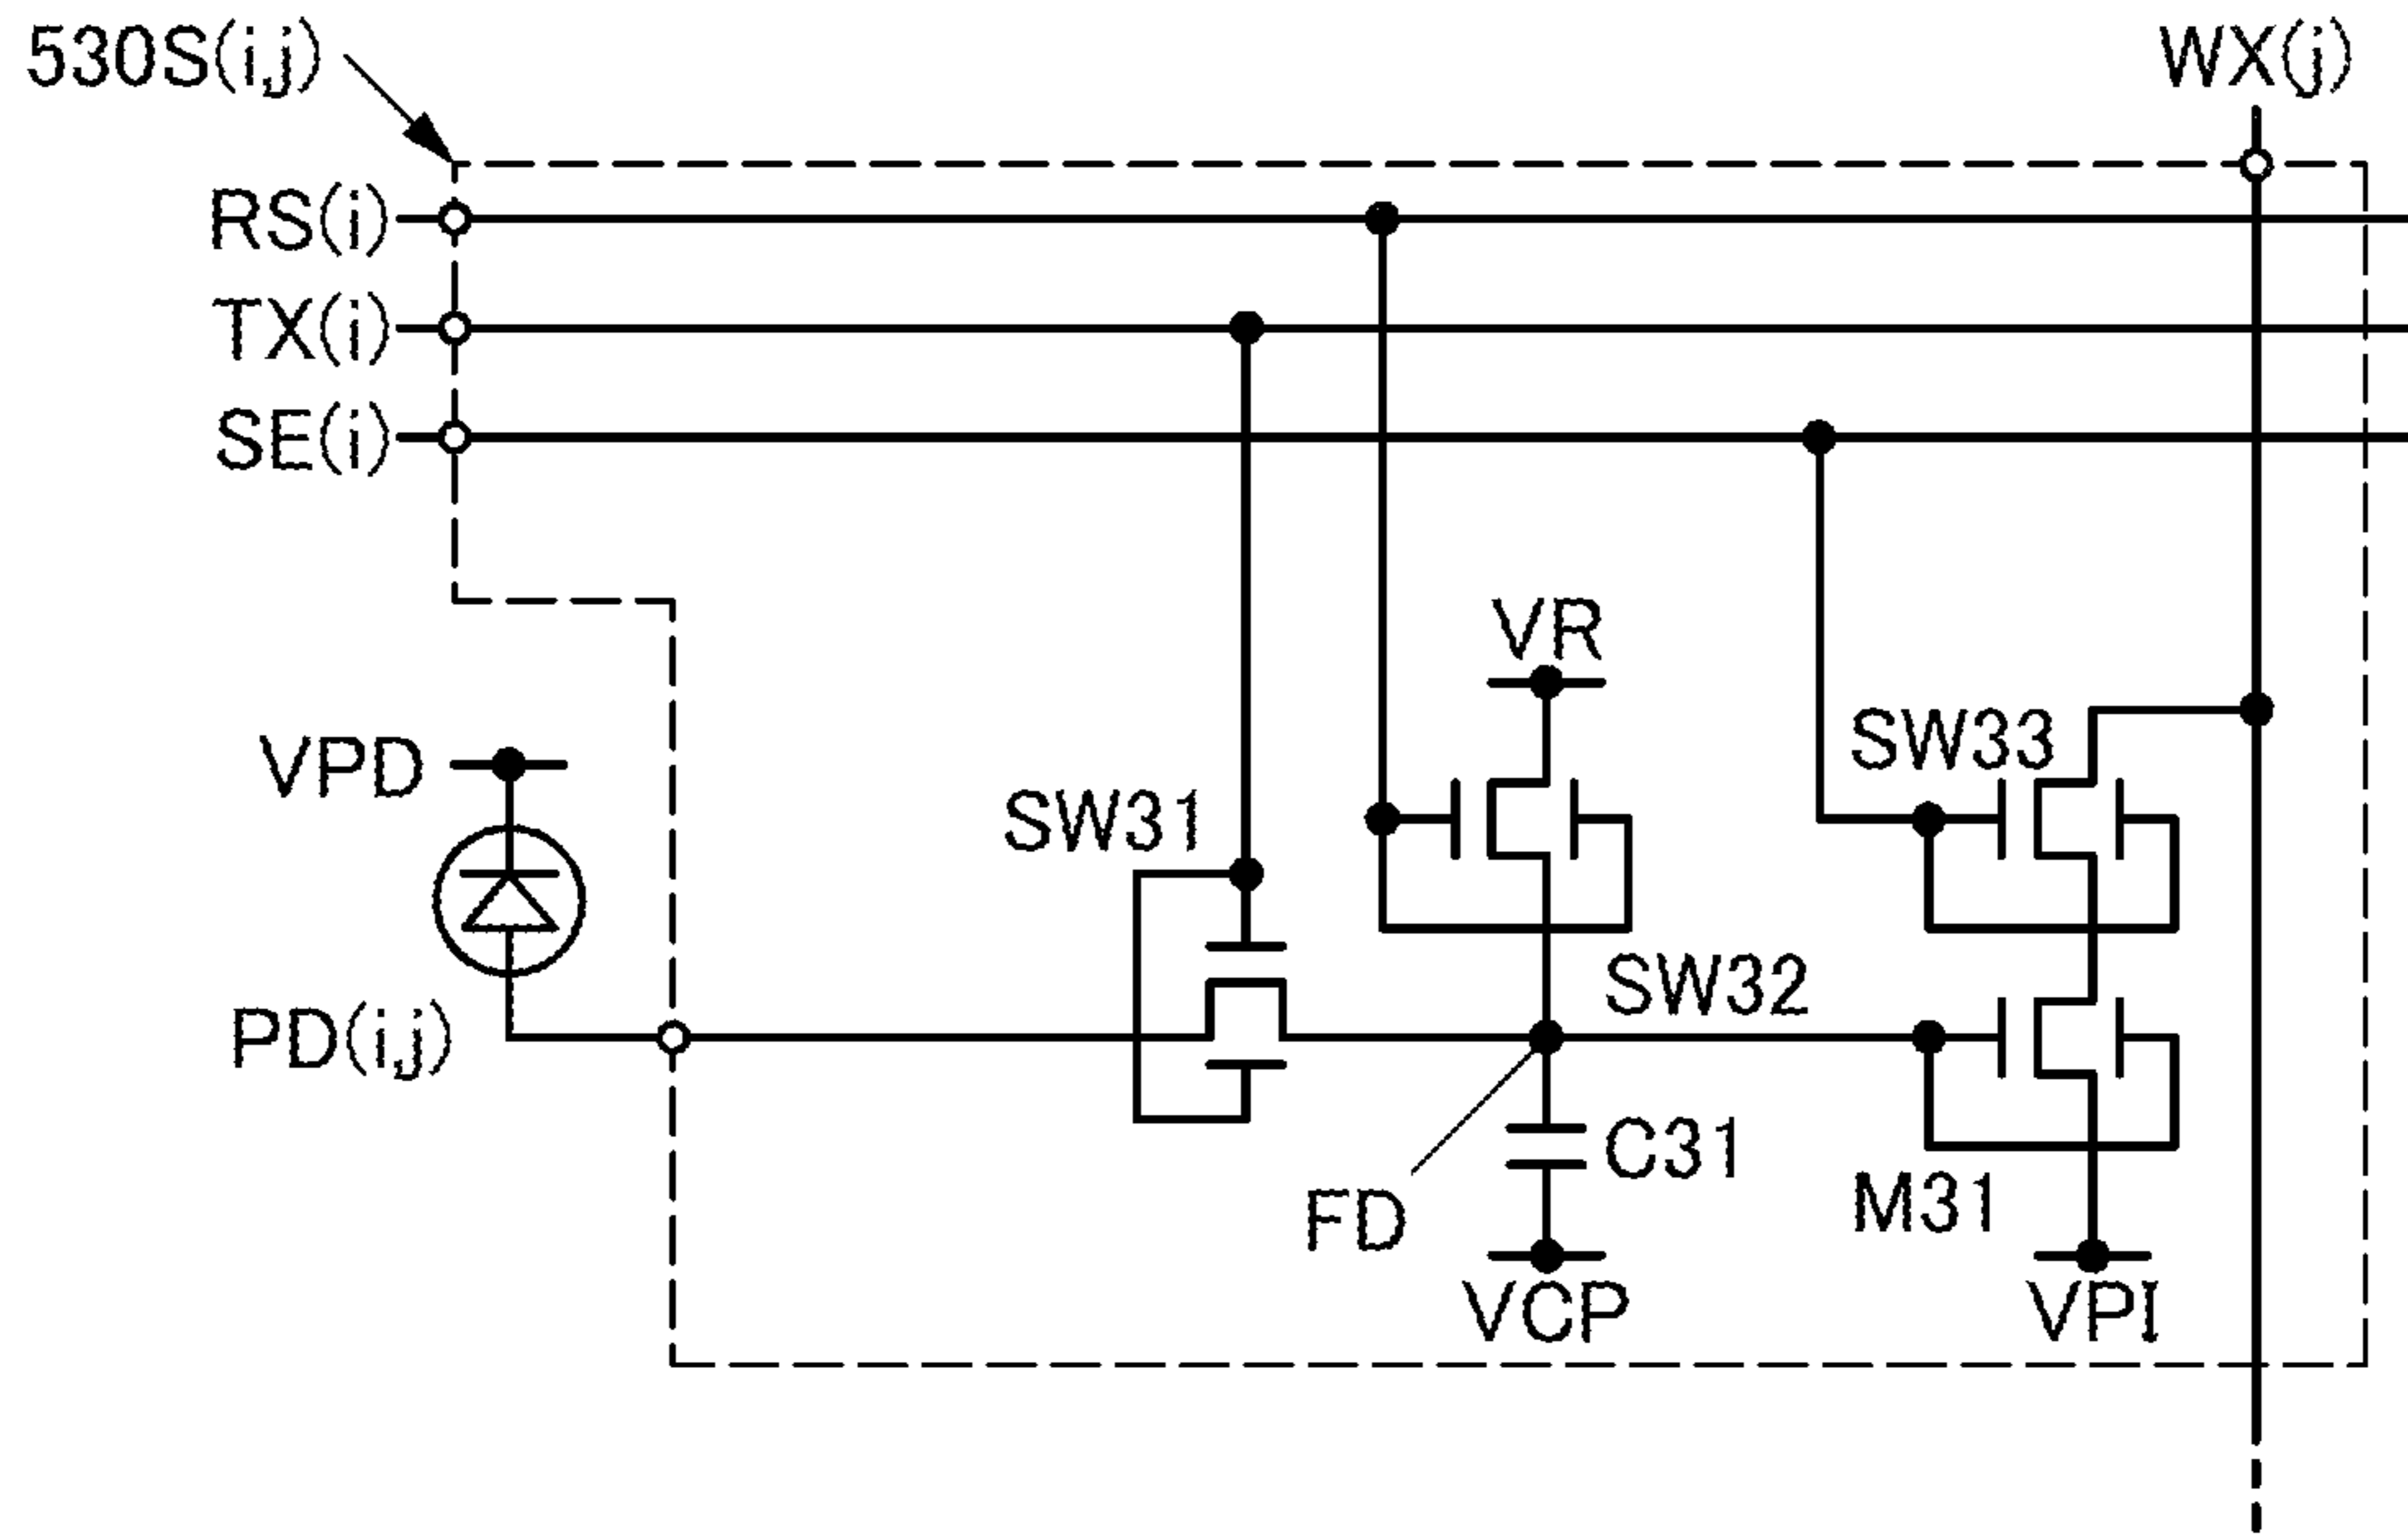 530S(i,j)
WX(j)
RS(i)
TX(i)
SE(i)
VR
VPD
SW33
SW31
SW32
PD(i,j)
C31
M31
FD
VCP
VPI